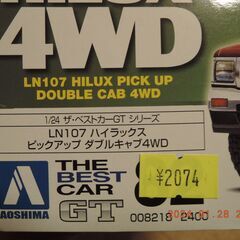 4WD
LN107 HILUX PICK UP
DOUBLE CAB 4WD
1/24 ザ・ベストカーGT シリーズ
LN107 ハイラックス
ピックアップ ダブルキャブ4WD
THE
BEST
CAR
GT
¥2074
AOSHIMA
008218 2400